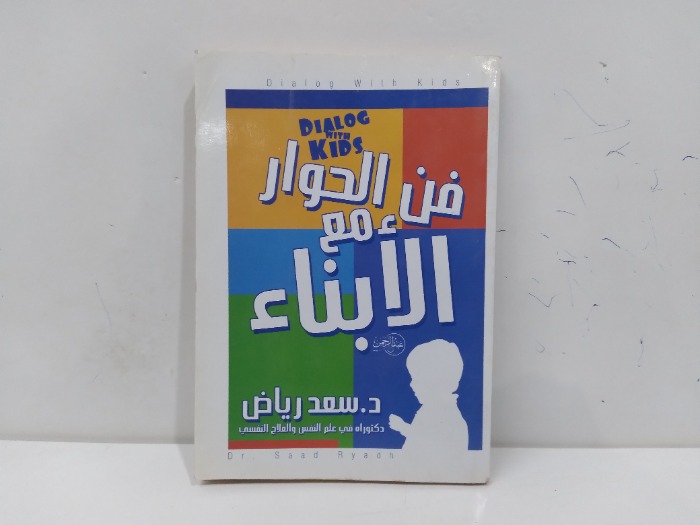 Dialog With Kids
DIALOG
WITH
KIDS
فن الحوار
مع
الأبناء
د. سعد رياض
دكتوراه في علم النفس والعلاج النفسي
Dr. Saad Ryadh